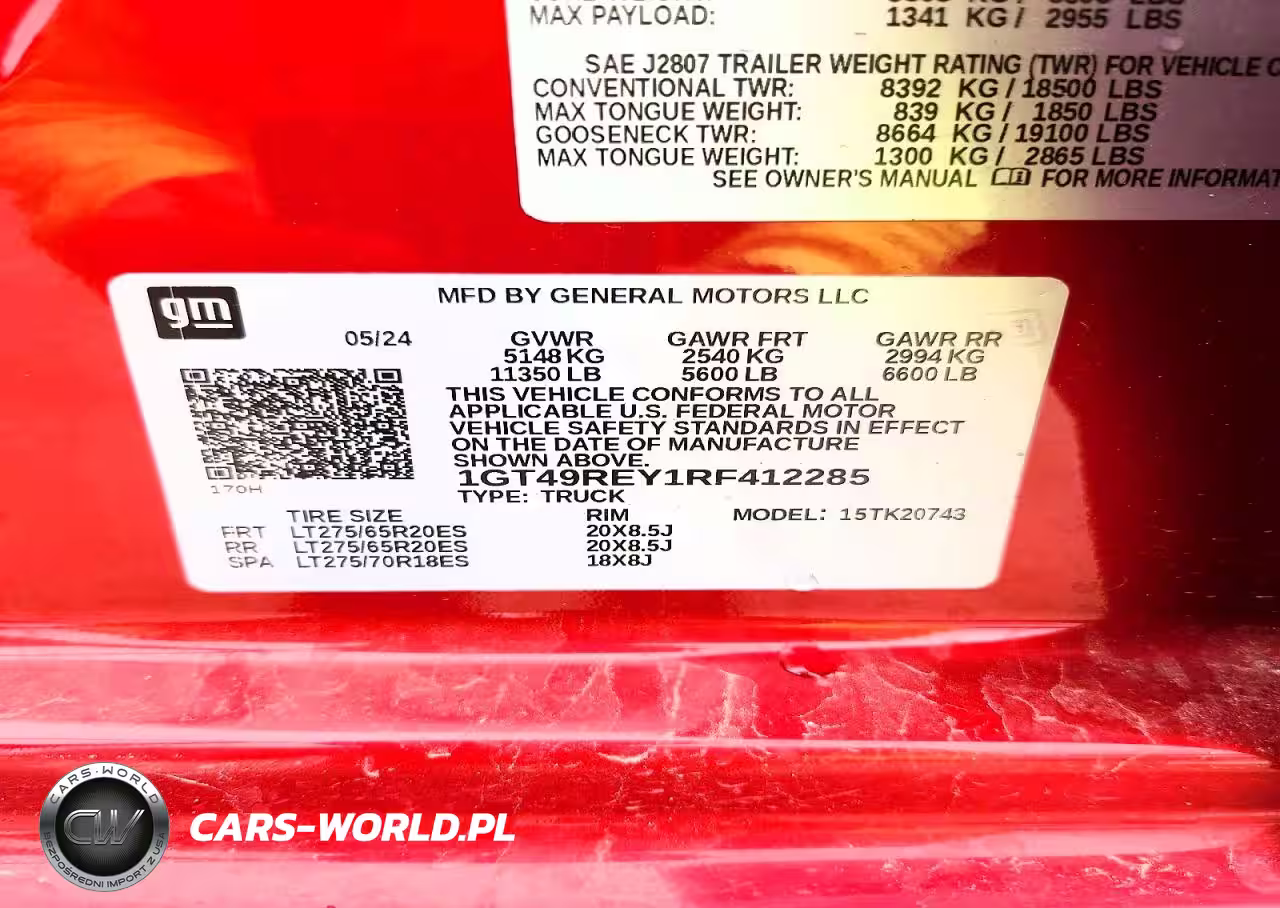 MAX PAYLOAD: 1341 KG / 2955 LBS
SAE J2807 TRAILER WEIGHT RATING (TWR) FOR VEHICLE
CONVENTIONAL TWR: 8392 KG / 18500 LBS
MAX TONGUE WEIGHT: 839 KG / 1850 LBS
GOOSENECK TWR: 8664 KG / 19100 LBS
MAX TONGUE WEIGHT: 1300 KG / 2865 LBS
SEE OWNER'S MANUAL FOR MORE INFORMAT
gm
MFD BY GENERAL MOTORS LLC
05/24 GVWR GAWR FRT GAWR RR
5148 KG 2540 KG 2994 KG
11350 LB 5600 LB 6600 LB
THIS VEHICLE CONFORMS TO ALL
APPLICABLE U.S. FEDERAL MOTOR
VEHICLE SAFETY STANDARDS IN EFFECT
ON THE DATE OF MANUFACTURE
SHOWN ABOVE.
1GT49REY1RF412285
170H
TYPE: TRUCK
TIRE SIZE RIM MODEL: 15TK20743
FRT LT275/65R20ES 20X8.5J
RR LT275/65R20ES 20X8.5J
SPA LT275/70R18ES 18X8J
CARS-WORLD
CW
BEZPOŚREDNI IMPORT Z USA
CARS-WORLD.PL